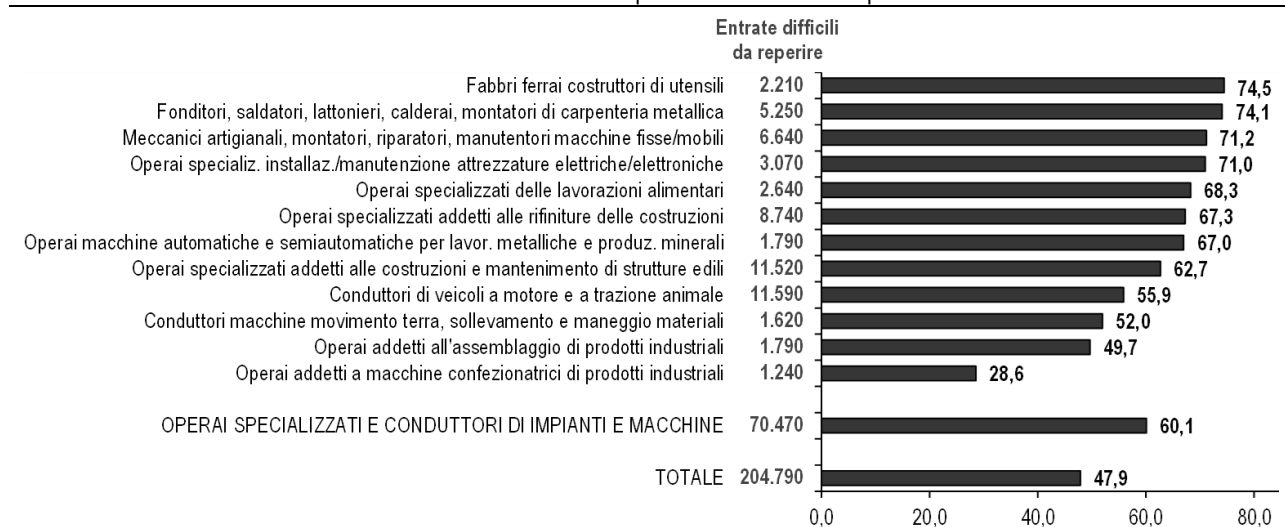 Entrate difficili
da reperire
Fabbri ferrai costruttori di utensili 2.210 74,5
Fonditori, saldatori, lattonieri, calderai, montatori di carpenteria metallica 5.250 74,1
Meccanici artigianali, montatori, riparatori, manutentori macchine fisse/mobili 6.640 71,2
Operai specializ. installaz./manutenzione attrezzature elettriche/elettroniche 3.070 71,0
Operai specializzati delle lavorazioni alimentari 2.640 68,3
Operai specializzati addetti alle rifiniture delle costruzioni 8.740 67,3
Operai macchine automatiche e semiautomatiche per lavor. metalliche e produz. minerali 1.790 67,0
Operai specializzati addetti alle costruzioni e mantenimento di strutture edili 11.520 62,7
Conduttori di veicoli a motore e a trazione animale 11.590 55,9
Conduttori macchine movimento terra, sollevamento e maneggio materiali 1.620 52,0
Operai addetti all'assemblaggio di prodotti industriali 1.790 49,7
Operai addetti a macchine confezionatrici di prodotti industriali 1.240 28,6
OPERAI SPECIALIZZATI E CONDUTTORI DI IMPIANTI E MACCHINE 70.470 60,1
TOTALE 204.790 47,9
0,0 20,0 40,0 60,0 80,0